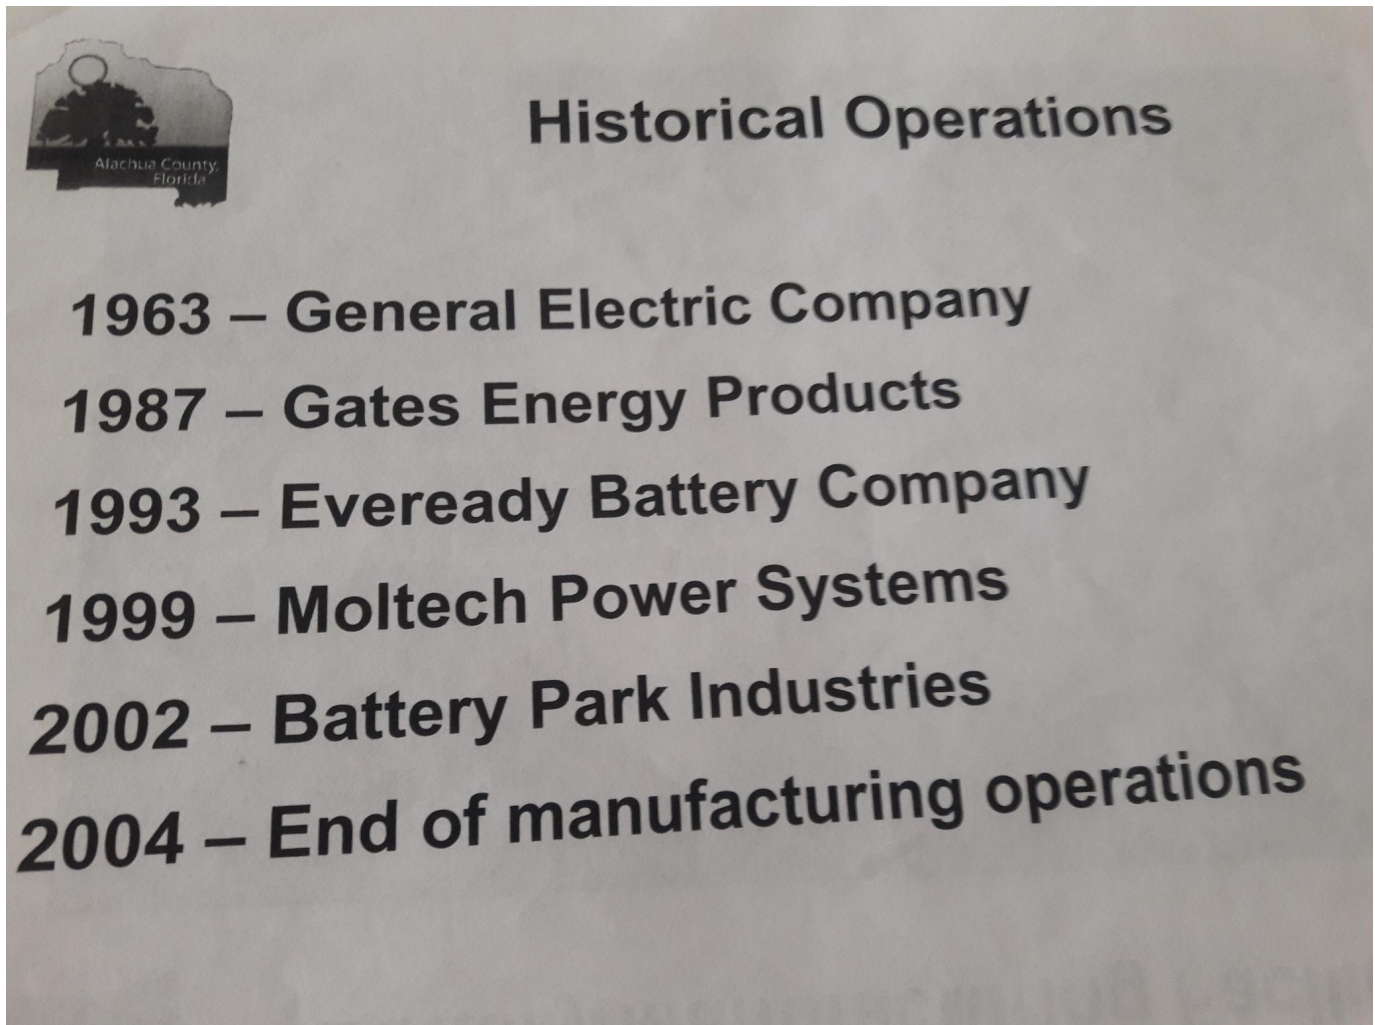 Historical Operations
Alachua County,
Florida
1963 – General Electric Company
1987 – Gates Energy Products
1993 – Eveready Battery Company
1999 – Moltech Power Systems
2002 – Battery Park Industries
2004 – End of manufacturing operations